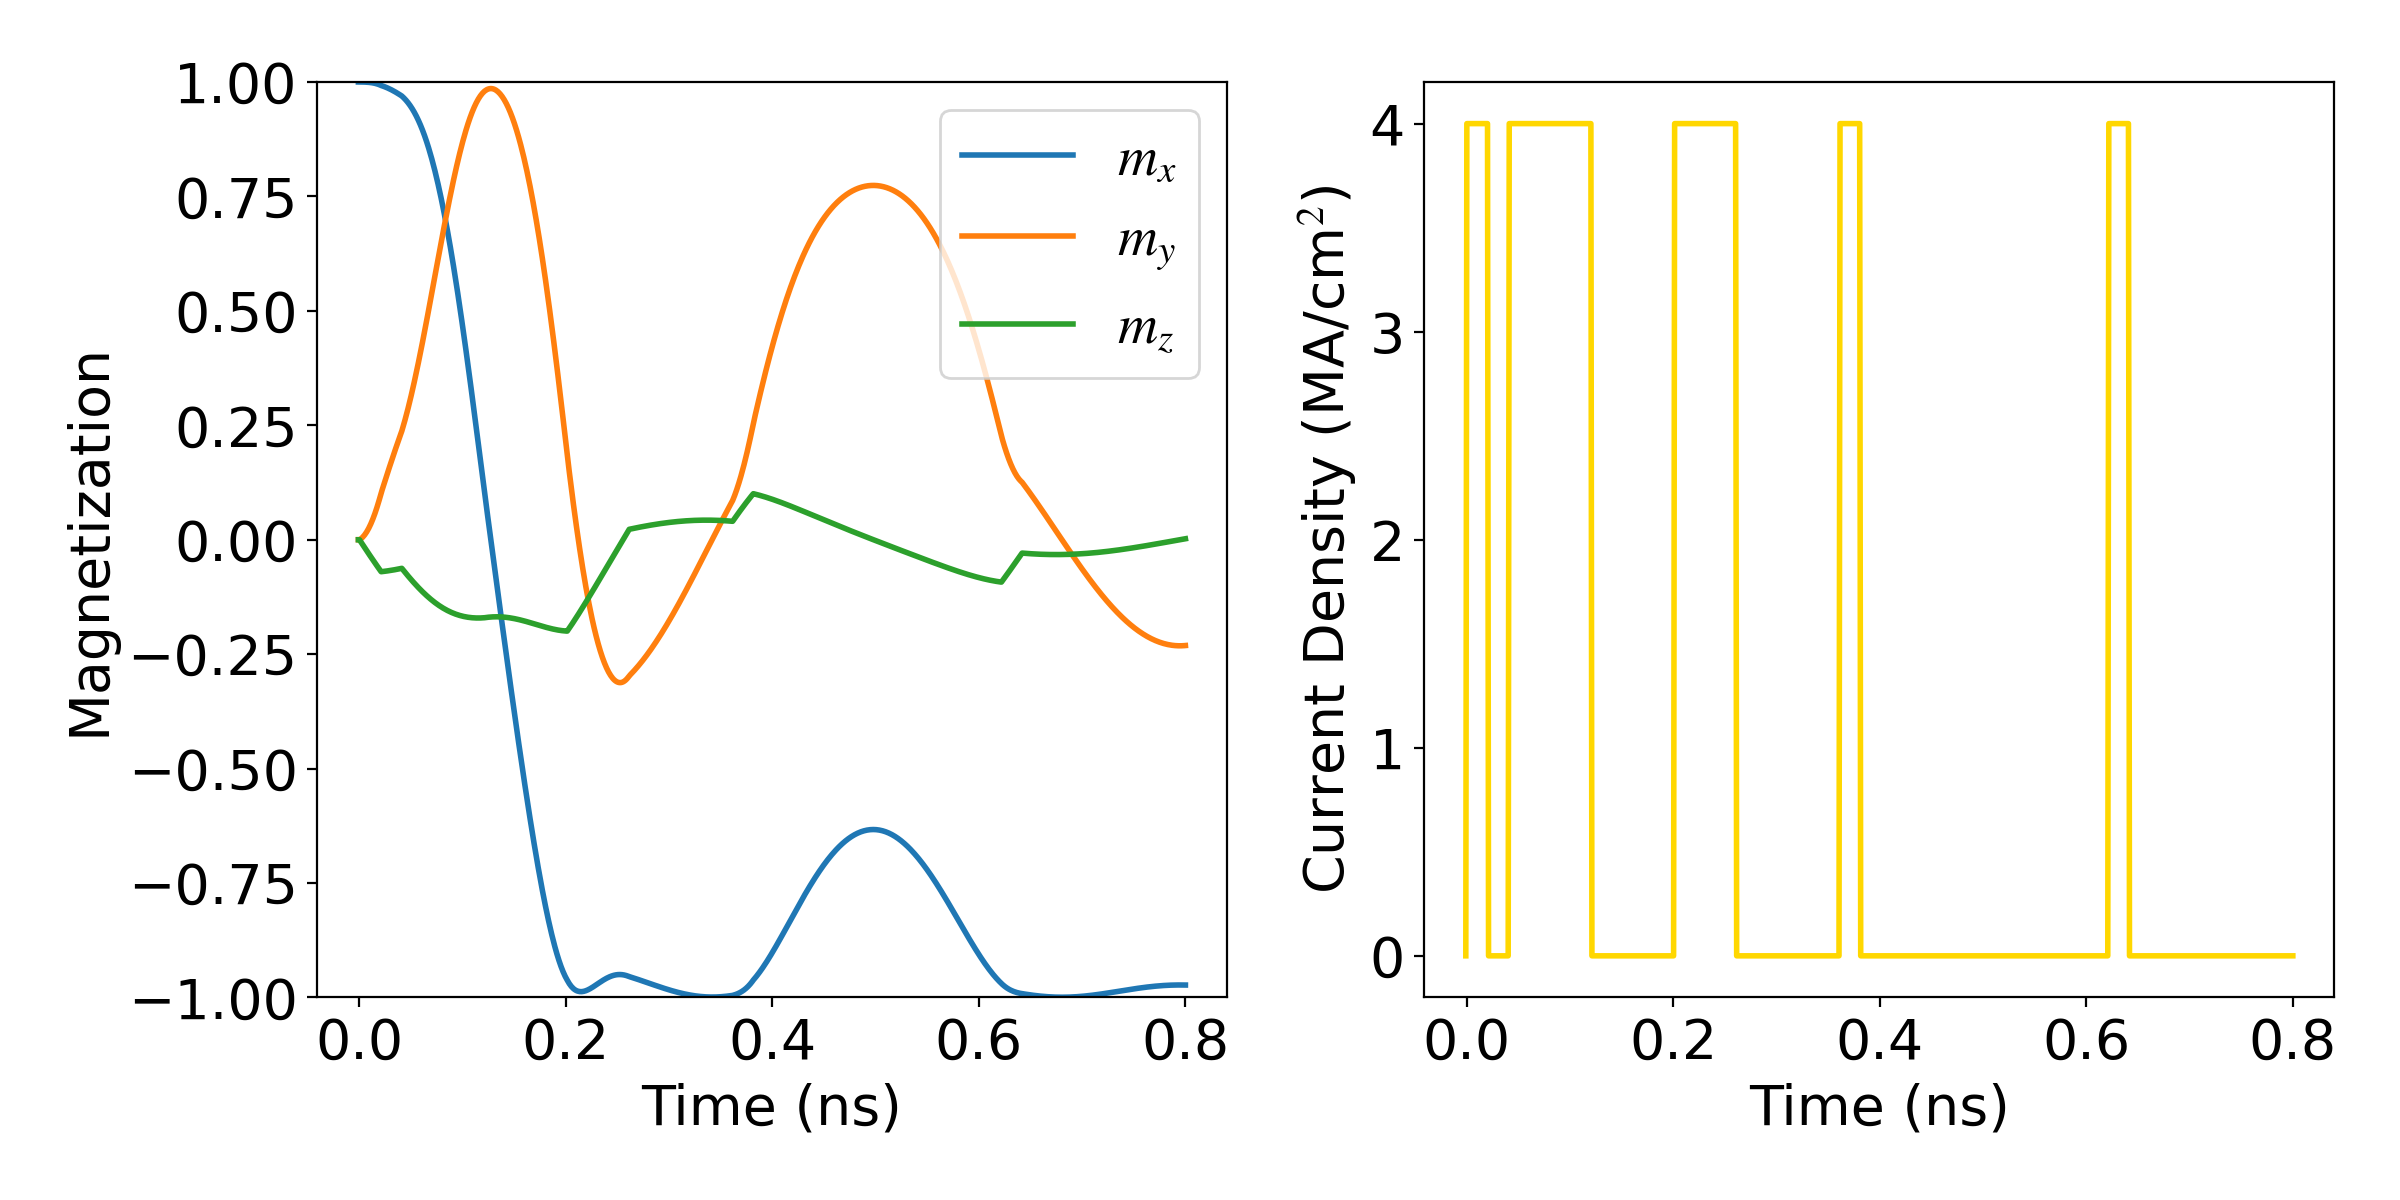 Magnetization
1.00
0.75
0.50
0.25
0.00
−0.25
−0.50
−0.75
−1.00
0.0 0.2 0.4 0.6 0.8
Time (ns)
m_x
m_y
m_z
Current Density (MA/cm²)
4
3
2
1
0
0.0 0.2 0.4 0.6 0.8
Time (ns)